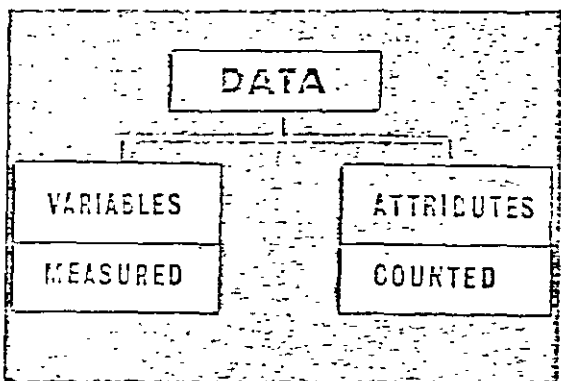 DATA
VARIABLES
ATTRIBUTES
MEASURED
COUNTED